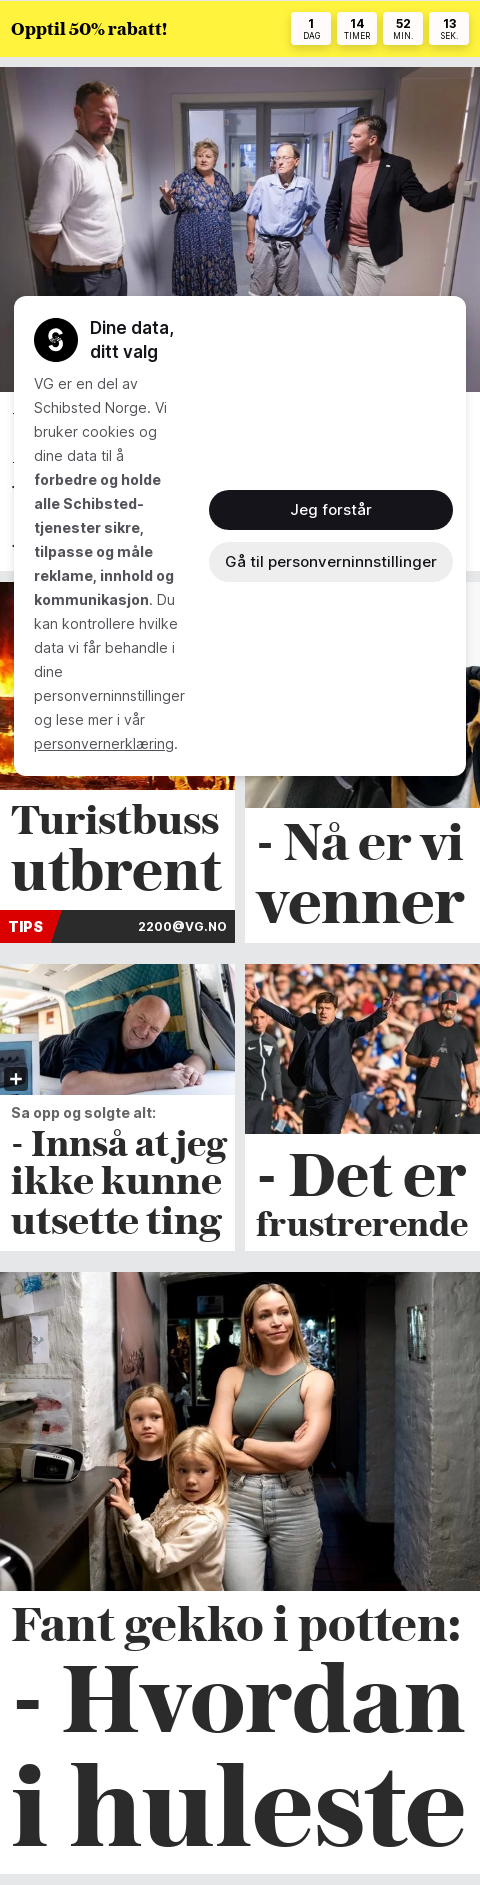 Opptil 50% rabatt!
1 14 52 13
DAG TIMER MIN. SEK.
Dine data,
ditt valg
VG er en del av
Schibsted Norge. Vi
bruker cookies og
dine data til å
forbedre og holde
alle Schibsted-
tjenester sikre,
tilpasse og måle
reklame, innhold og
kommunikasjon. Du
kan kontrollere hvilke
data vi får behandle i
dine
personverninnstillinger
og lese mer i vår
personvernerklæring.
Jeg forstår
Gå til personverninnstillinger
Turistbuss
utbrent
TIPS 2200@VG.NO
- Nå er vi
venner
Sa opp og solgte alt:
- Innså at jeg
ikke kunne
utsette ting
- Det er
frustrerende
Fant gekko i potten:
- Hvordan
i huleste